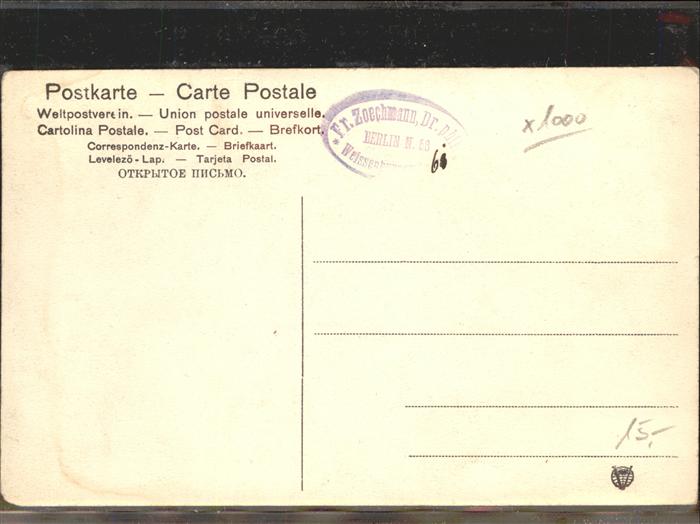 Postkarte — Carte Postale
Weltpostverein. — Union postale universelle.
Cartolina Postale. — Post Card. — Brefkort.
Correspondenz-Karte. — Briefkaart.
Levelező-Lap. — Tarjeta Postal.
ОТКРЫТОЕ ПИСЬМО.
* Fr. Zoechmann, Dr.
BERLIN N. 58
x1000
15,-